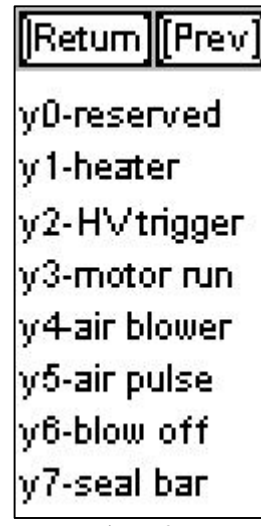 [Return] [Prev]
y0-reserved
y1-heater
y2-HV trigger
y3-motor run
y4-air blower
y5-air pulse
y6-blow off
y7-seal bar